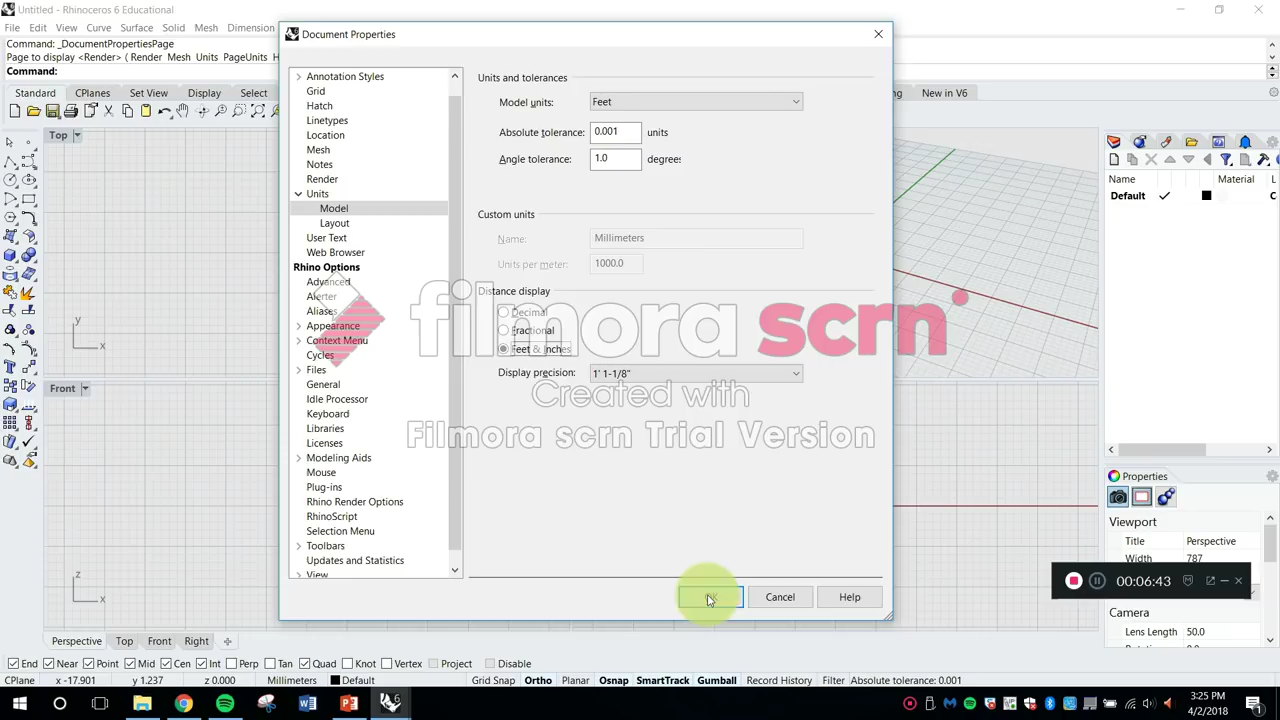 Untitled - Rhinoceros 6 Educational
File Edit View Curve Surface Solid Mesh Dimension
Command: _DocumentPropertiesPage
Page to display <Render> ( Render Mesh Units PageUnits H
Command:
Standard CPlanes Set View Display Select
ng New in V6
Document Properties
Annotation Styles
Grid
Hatch
Linetypes
Location
Mesh
Notes
Render
Units
Model
Layout
User Text
Web Browser
Rhino Options
Advanced
Alerter
Aliases
Appearance
Context Menu
Cycles
Files
General
Idle Processor
Keyboard
Libraries
Licenses
Modeling Aids
Mouse
Plug-ins
Rhino Render Options
RhinoScript
Selection Menu
Toolbars
Updates and Statistics
View
Units and tolerances
Model units: Feet
Absolute tolerance: 0.001 units
Angle tolerance: 1.0 degrees
Custom units
Name: Millimeters
Units per meter: 1000.0
Distance display
Decimal
Fractional
Feet & Inches
Display precision: 1' 1-1/8"
OK Cancel Help
filmora scrn
Created with
Filmora scrn Trial Version
Top
y
x
Front
z
x
Name Material L
Default C
Properties
Viewport
Title Perspective
Width 787
00:06:43
Camera
Lens Length 50.0
Perspective Top Front Right
End Near Point Mid Cen Int Perp Tan Quad Knot Vertex Project Disable
CPlane x -17.901 y 1.237 z 0.000 Millimeters Default Grid Snap Ortho Planar Osnap SmartTrack Gumball Record History Filter Absolute tolerance: 0.001
3:25 PM
4/2/2018